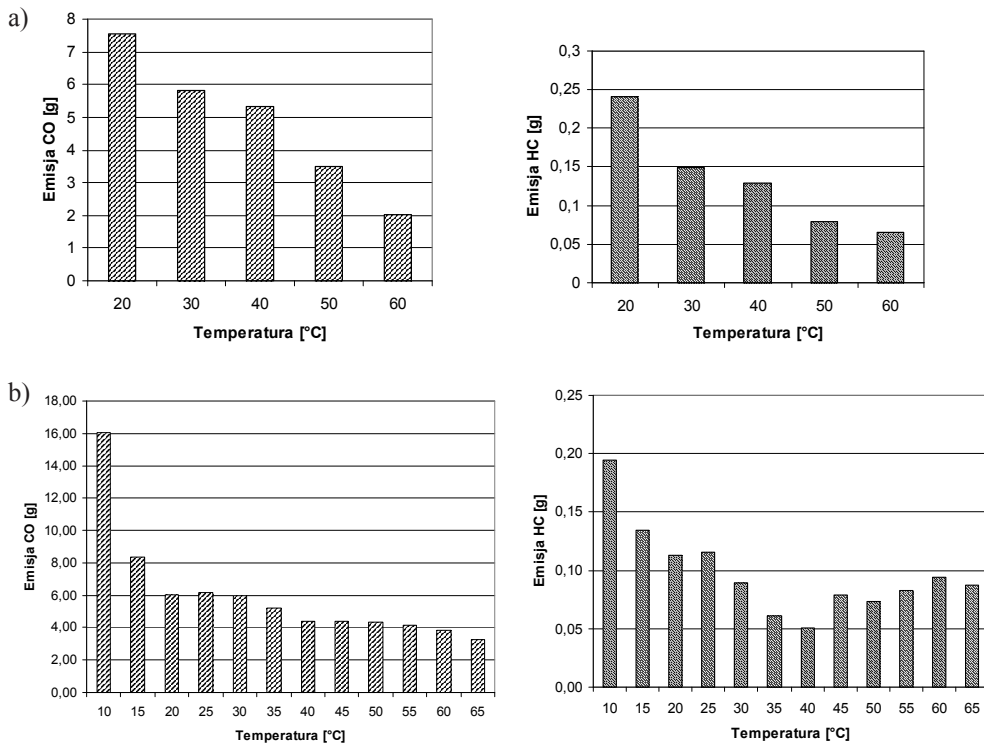 a)
8
7
6
5
4
3
2
1
0
Emisja CO [g]
20 30 40 50 60
Temperatura [°C]
0,3
0,25
0,2
0,15
0,1
0,05
0
Emisja HC [g]
20 30 40 50 60
Temperatura [°C]
b)
18,00
16,00
14,00
12,00
10,00
8,00
6,00
4,00
2,00
0,00
Emisja CO [g]
10 15 20 25 30 35 40 45 50 55 60 65
Temperatura [°C]
0,25
0,20
0,15
0,10
0,05
0,00
Emisja HC [g]
10 15 20 25 30 35 40 45 50 55 60 65
Temperatura [°C]